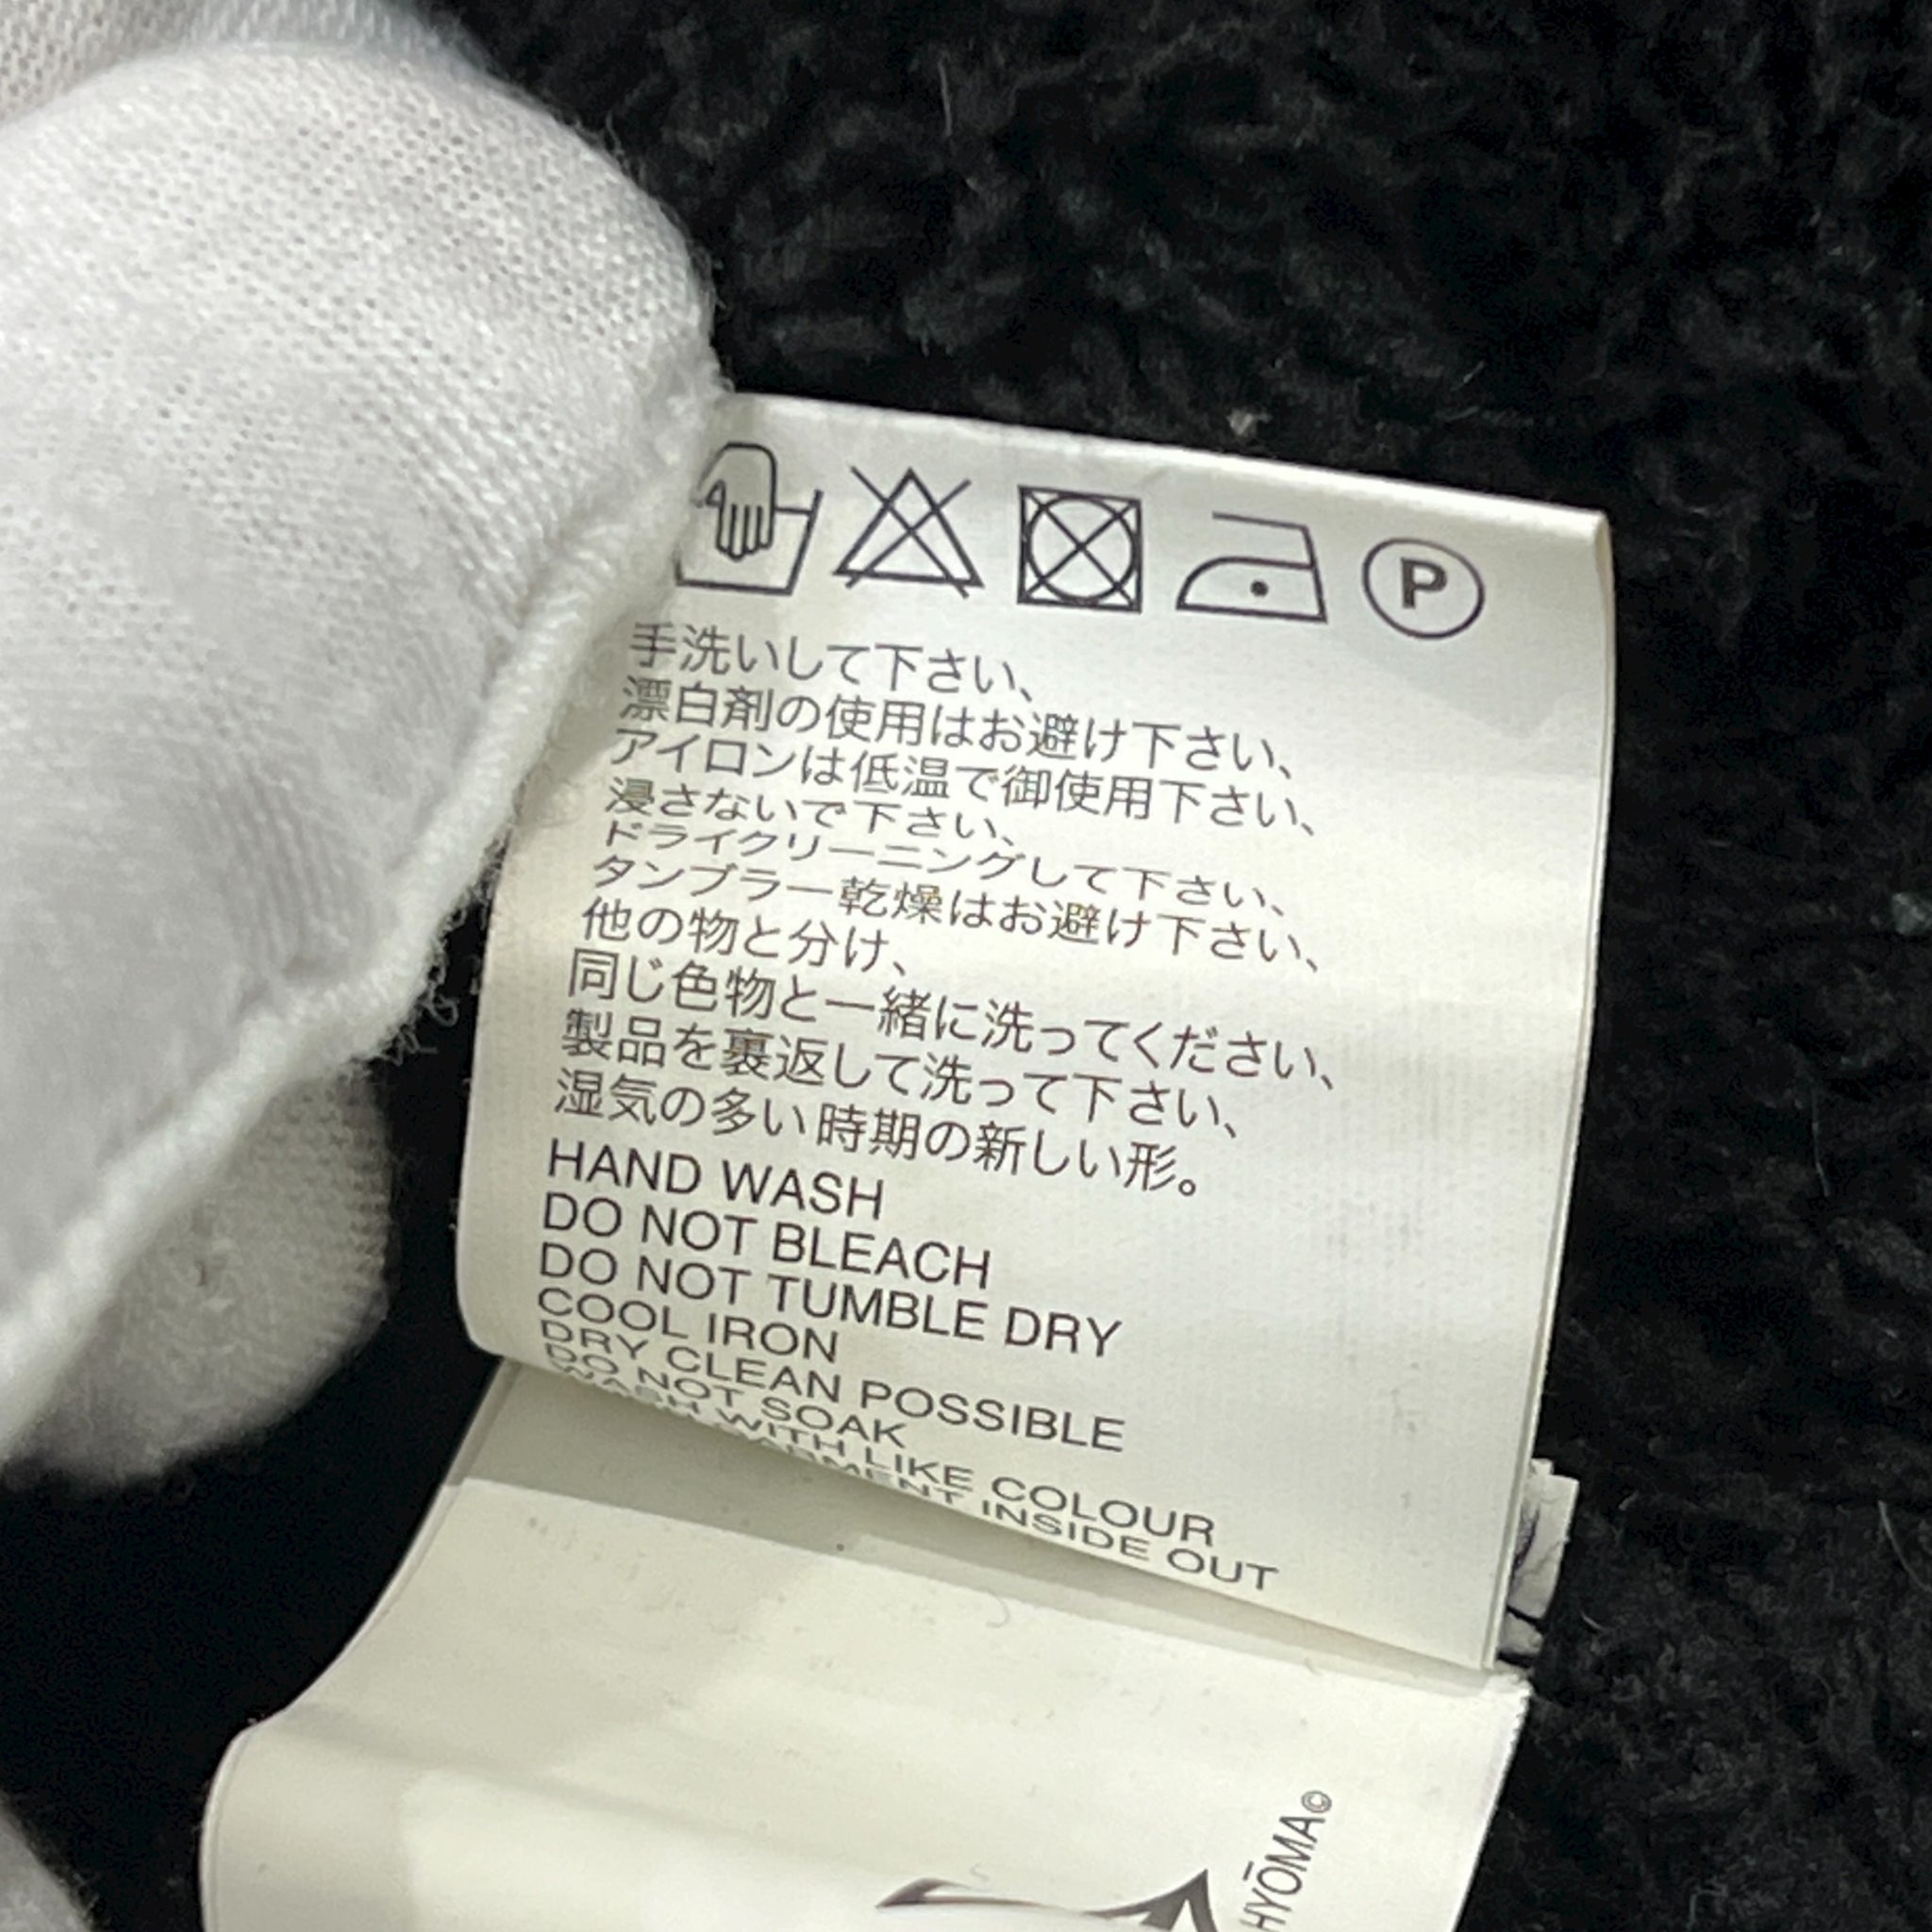 P
手洗いして下さい、
漂白剤の使用はお避け下さい、
アイロンは低温で御使用下さい、
浸さないで下さい、
ドライクリーニングして下さい、
タンブラー乾燥はお避け下さい、
他の物と分け、
同じ色物と一緒に洗ってください、
製品を裏返して洗って下さい、
湿気の多い時期の新しい形。
HAND WASH
DO NOT BLEACH
DO NOT TUMBLE DRY
COOL IRON
DRY CLEAN POSSIBLE
DO NOT SOAK
WASH WITH LIKE COLOUR
GARMENT INSIDE OUT
HYŌMA©